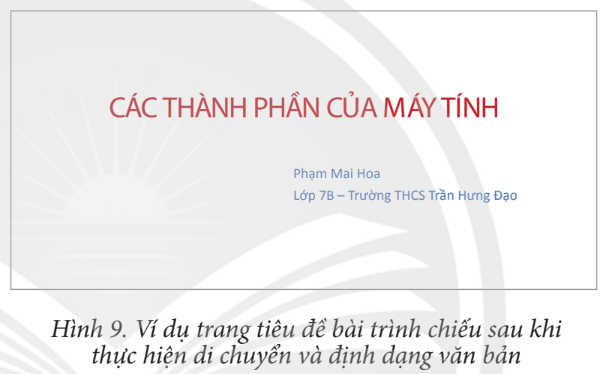 CÁC THÀNH PHẦN CỦA MÁY TÍNH
Phạm Mai Hoa
Lớp 7B – Trường THCS Trần Hưng Đạo
Hình 9. Ví dụ trang tiêu đề bài trình chiếu sau khi
thực hiện di chuyển và định dạng văn bản